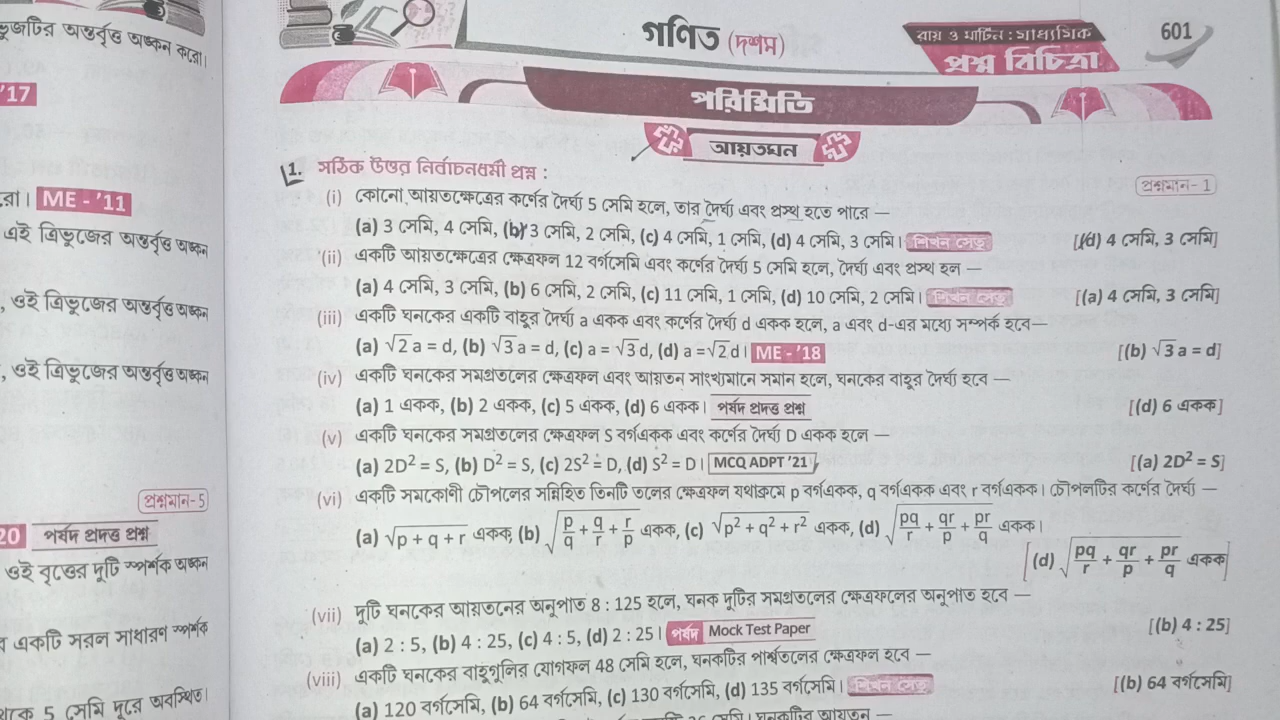 ভুজটির অন্তর্বৃত্ত অঙ্কন করো।
'17
রো। ME - '11
এই ত্রিভুজের অন্তর্বৃত্ত অঙ্কন
, ওই ত্রিভুজের অন্তর্বৃত্ত অঙ্কন
, ওই ত্রিভুজের অন্তর্বৃত্ত অঙ্কন
প্রশ্নমান-5
20 পর্ষদ প্রদত্ত প্রশ্ন
ওই বৃত্তের দুটি স্পর্শক অঙ্কন
র একটি সরল সাধারণ স্পর্শক
থেকে 5 সেমি দূরে অবস্থিত।
গণিত (দশম)
রায় ও মার্টিন : মাধ্যমিক
প্রশ্ন বিচিত্রা
601
পরিমিতি
আয়তঘন
1. সঠিক উত্তর নির্বাচনধর্মী প্রশ্ন :
প্রশ্নমান- 1
(i) কোনো আয়তক্ষেত্রের কর্ণের দৈর্ঘ্য 5 সেমি হলে, তার দৈর্ঘ্য এবং প্রস্থ হতে পারে —
(a) 3 সেমি, 4 সেমি, (b) 3 সেমি, 2 সেমি, (c) 4 সেমি, 1 সেমি, (d) 4 সেমি, 3 সেমি। শিখন সেতু [(d) 4 সেমি, 3 সেমি]
(ii) একটি আয়তক্ষেত্রের ক্ষেত্রফল 12 বর্গসেমি এবং কর্ণের দৈর্ঘ্য 5 সেমি হলে, দৈর্ঘ্য এবং প্রস্থ হল —
(a) 4 সেমি, 3 সেমি, (b) 6 সেমি, 2 সেমি, (c) 11 সেমি, 1 সেমি, (d) 10 সেমি, 2 সেমি। শিখন সেতু [(a) 4 সেমি, 3 সেমি]
(iii) একটি ঘনকের একটি বাহুর দৈর্ঘ্য a একক এবং কর্ণের দৈর্ঘ্য d একক হলে, a এবং d-এর মধ্যে সম্পর্ক হবে—
(a) √2 a = d, (b) √3 a = d, (c) a = √3 d, (d) a = √2 d। ME - '18 [(b) √3 a = d]
(iv) একটি ঘনকের সমগ্রতলের ক্ষেত্রফল এবং আয়তন সাংখ্যমানে সমান হলে, ঘনকের বাহুর দৈর্ঘ্য হবে —
(a) 1 একক, (b) 2 একক, (c) 5 একক, (d) 6 একক। পর্ষদ প্রদত্ত প্রশ্ন [(d) 6 একক]
(v) একটি ঘনকের সমগ্রতলের ক্ষেত্রফল S বর্গএকক এবং কর্ণের দৈর্ঘ্য D একক হলে —
(a) 2D² = S, (b) D² = S, (c) 2S² = D, (d) S² = D। MCQ ADPT '21 [(a) 2D² = S]
(vi) একটি সমকোণী চৌপলের সন্নিহিত তিনটি তলের ক্ষেত্রফল যথাক্রমে p বর্গএকক, q বর্গএকক এবং r বর্গএকক। চৌপলটির কর্ণের দৈর্ঘ্য —
(a) √(p + q + r) একক, (b) √(p/q + q/r + r/p) একক, (c) √(p² + q² + r²) একক, (d) √(pq/r + qr/p + pr/q) একক।
[(d) √(pq/r + qr/p + pr/q) একক]
(vii) দুটি ঘনকের আয়তনের অনুপাত 8 : 125 হলে, ঘনক দুটির সমগ্রতলের ক্ষেত্রফলের অনুপাত হবে —
(a) 2 : 5, (b) 4 : 25, (c) 4 : 5, (d) 2 : 25। পর্ষদ Mock Test Paper [(b) 4 : 25]
(viii) একটি ঘনকের বাহুগুলির যোগফল 48 সেমি হলে, ঘনকটির পার্শ্বতলের ক্ষেত্রফল হবে —
(a) 120 বর্গসেমি, (b) 64 বর্গসেমি, (c) 130 বর্গসেমি, (d) 135 বর্গসেমি। শিখন সেতু [(b) 64 বর্গসেমি]
ঘনকটির আয়তন —